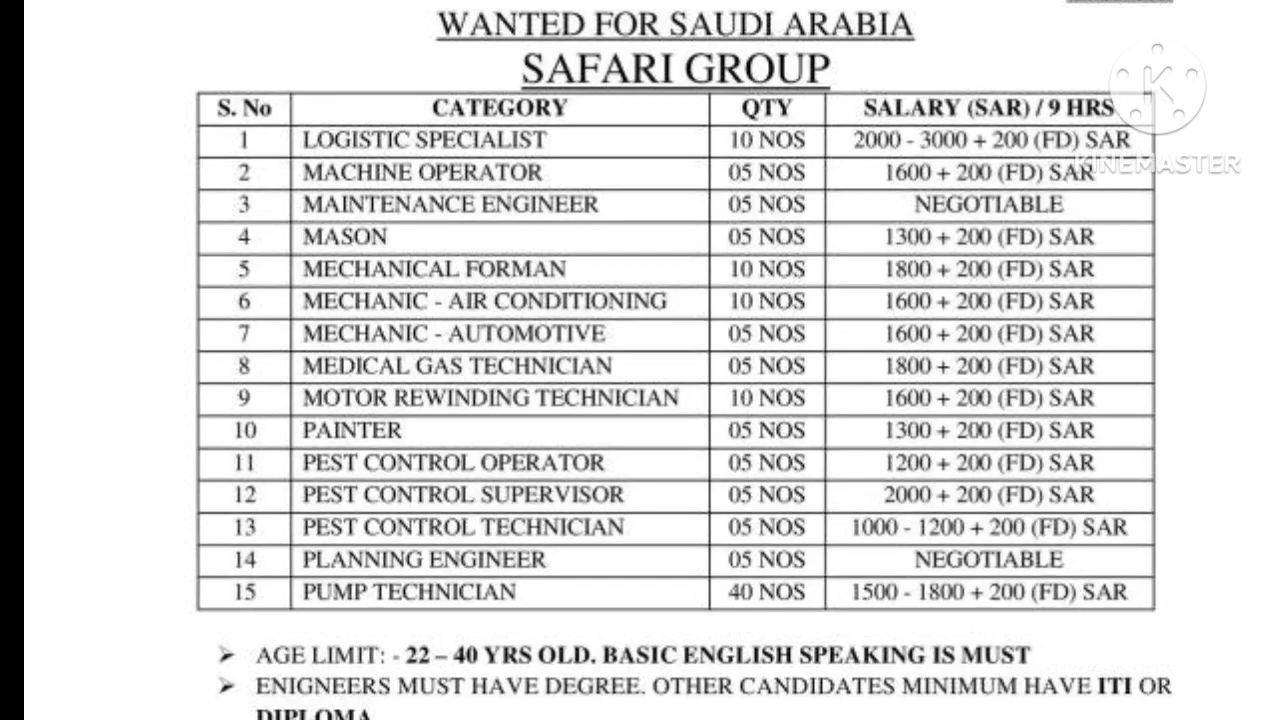 WANTED FOR SAUDI ARABIA
SAFARI GROUP
S. No CATEGORY QTY SALARY (SAR) / 9 HRS
1 LOGISTIC SPECIALIST 10 NOS 2000 - 3000 + 200 (FD) SAR
2 MACHINE OPERATOR 05 NOS 1600 + 200 (FD) SAR
KINEMASTER
3 MAINTENANCE ENGINEER 05 NOS NEGOTIABLE
4 MASON 05 NOS 1300 + 200 (FD) SAR
5 MECHANICAL FORMAN 10 NOS 1800 + 200 (FD) SAR
6 MECHANIC - AIR CONDITIONING 10 NOS 1600 + 200 (FD) SAR
7 MECHANIC - AUTOMOTIVE 05 NOS 1600 + 200 (FD) SAR
8 MEDICAL GAS TECHNICIAN 05 NOS 1800 + 200 (FD) SAR
9 MOTOR REWINDING TECHNICIAN 10 NOS 1600 + 200 (FD) SAR
10 PAINTER 05 NOS 1300 + 200 (FD) SAR
11 PEST CONTROL OPERATOR 05 NOS 1200 + 200 (FD) SAR
12 PEST CONTROL SUPERVISOR 05 NOS 2000 + 200 (FD) SAR
13 PEST CONTROL TECHNICIAN 05 NOS 1000 - 1200 + 200 (FD) SAR
14 PLANNING ENGINEER 05 NOS NEGOTIABLE
15 PUMP TECHNICIAN 40 NOS 1500 - 1800 + 200 (FD) SAR
➢ AGE LIMIT: - 22 – 40 YRS OLD. BASIC ENGLISH SPEAKING IS MUST
➢ ENIGNEERS MUST HAVE DEGREE. OTHER CANDIDATES MINIMUM HAVE ITI OR
DIPLOMA